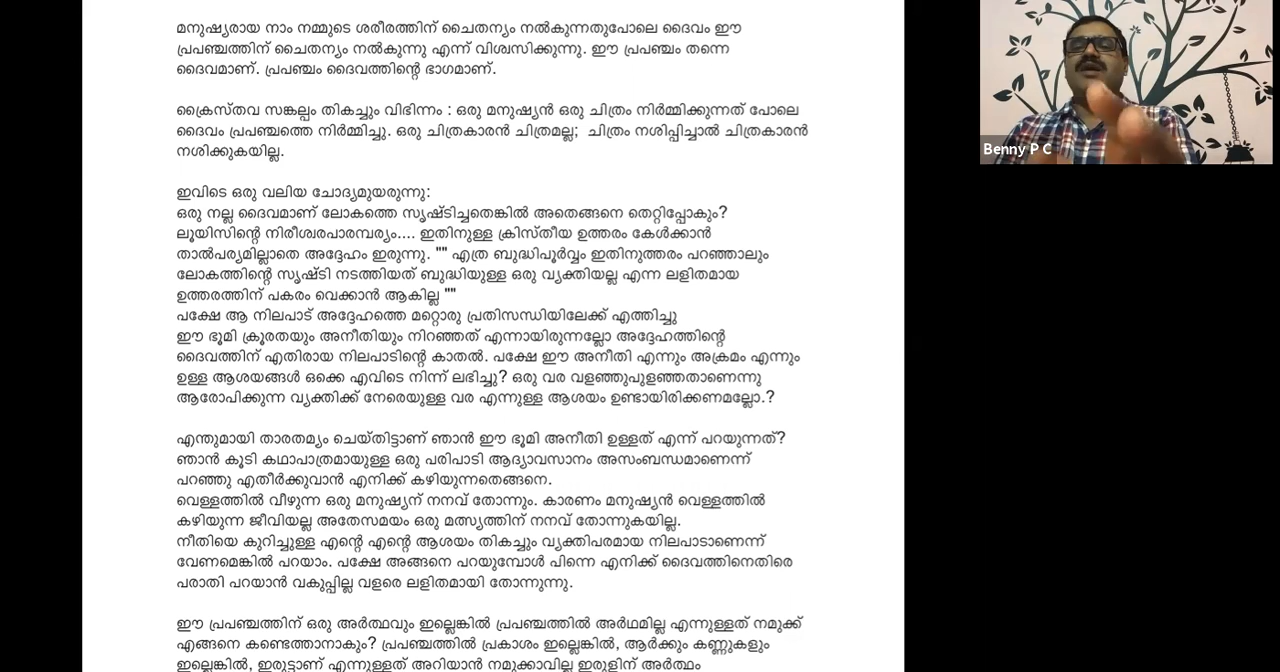 മനുഷ്യരായ നാം നമ്മുടെ ശരീരത്തിന് ചൈതന്യം നൽകുന്നതുപോലെ ദൈവം ഈ
പ്രപഞ്ചത്തിന് ചൈതന്യം നൽകുന്നു എന്ന് വിശ്വസിക്കുന്നു. ഈ പ്രപഞ്ചം തന്നെ
ദൈവമാണ്. പ്രപഞ്ചം ദൈവത്തിന്റെ ഭാഗമാണ്.
ക്രൈസ്തവ സങ്കല്പം തികച്ചും വിഭിന്നം : ഒരു മനുഷ്യൻ ഒരു ചിത്രം നിർമ്മിക്കുന്നത് പോലെ
ദൈവം പ്രപഞ്ചത്തെ നിർമ്മിച്ചു. ഒരു ചിത്രകാരൻ ചിത്രമല്ല; ചിത്രം നശിപ്പിച്ചാൽ ചിത്രകാരൻ
നശിക്കുകയില്ല.
ഇവിടെ ഒരു വലിയ ചോദ്യമുയരുന്നു:
ഒരു നല്ല ദൈവമാണ് ലോകത്തെ സൃഷ്ടിച്ചതെങ്കിൽ അതെങ്ങനെ തെറ്റിപ്പോകും?
ലൂയിസിന്റെ നിരീശ്വരപാരമ്പര്യം.... ഇതിനുള്ള ക്രിസ്തീയ ഉത്തരം കേൾക്കാൻ
താൽപര്യമില്ലാതെ അദ്ദേഹം ഇരുന്നു. "" എത്ര ബുദ്ധിപൂർവ്വം ഇതിനുത്തരം പറഞ്ഞാലും
ലോകത്തിന്റെ സൃഷ്ടി നടത്തിയത് ബുദ്ധിയുള്ള ഒരു വ്യക്തിയല്ല എന്ന ലളിതമായ
ഉത്തരത്തിന് പകരം വെക്കാൻ ആകില്ല ""
പക്ഷേ ആ നിലപാട് അദ്ദേഹത്തെ മറ്റൊരു പ്രതിസന്ധിയിലേക്ക് എത്തിച്ചു
ഈ ഭൂമി ക്രൂരതയും അനീതിയും നിറഞ്ഞത് എന്നായിരുന്നല്ലോ അദ്ദേഹത്തിന്റെ
ദൈവത്തിന് എതിരായ നിലപാടിന്റെ കാതൽ. പക്ഷേ ഈ അനീതി എന്നും അക്രമം എന്നും
ഉള്ള ആശയങ്ങൾ ഒക്കെ എവിടെ നിന്ന് ലഭിച്ചു? ഒരു വര വളഞ്ഞുപുളഞ്ഞതാണെന്നു
ആരോപിക്കുന്ന വ്യക്തിക്ക് നേരെയുള്ള വര എന്നുള്ള ആശയം ഉണ്ടായിരിക്കണമല്ലോ.?
എന്തുമായി താരതമ്യം ചെയ്തിട്ടാണ് ഞാൻ ഈ ഭൂമി അനീതി ഉള്ളത് എന്ന് പറയുന്നത്?
ഞാൻ കൂടി കഥാപാത്രമായുള്ള ഒരു പരിപാടി ആദ്യാവസാനം അസംബന്ധമാണെന്ന്
പറഞ്ഞു എതീർക്കുവാൻ എനിക്ക് കഴിയുന്നതെങ്ങനെ.
വെള്ളത്തിൽ വീഴുന്ന ഒരു മനുഷ്യന് നനവ് തോന്നും. കാരണം മനുഷ്യൻ വെള്ളത്തിൽ
കഴിയുന്ന ജീവിയല്ല അതേസമയം ഒരു മത്സ്യത്തിന് നനവ് തോന്നുകയില്ല.
നീതിയെ കുറിച്ചുള്ള എന്റെ എന്റെ ആശയം തികച്ചും വ്യക്തിപരമായ നിലപാടാണെന്ന്
വേണമെങ്കിൽ പറയാം. പക്ഷേ അങ്ങനെ പറയുമ്പോൾ പിന്നെ എനിക്ക് ദൈവത്തിനെതിരെ
പരാതി പറയാൻ വകുപ്പില്ല വളരെ ലളിതമായി തോന്നുന്നു.
ഈ പ്രപഞ്ചത്തിന് ഒരു അർത്ഥവും ഇല്ലെങ്കിൽ പ്രപഞ്ചത്തിൽ അർഥമില്ല എന്നുള്ളത് നമുക്ക്
എങ്ങനെ കണ്ടെത്താനാകും? പ്രപഞ്ചത്തിൽ പ്രകാശം ഇല്ലെങ്കിൽ, ആർക്കും കണ്ണുകളും
ഇല്ലെങ്കിൽ, ഇരുട്ടാണ് എന്നുള്ളത് അറിയാൻ നമുക്കാവില്ല ഇരുളിന് അർത്ഥം
Benny P C